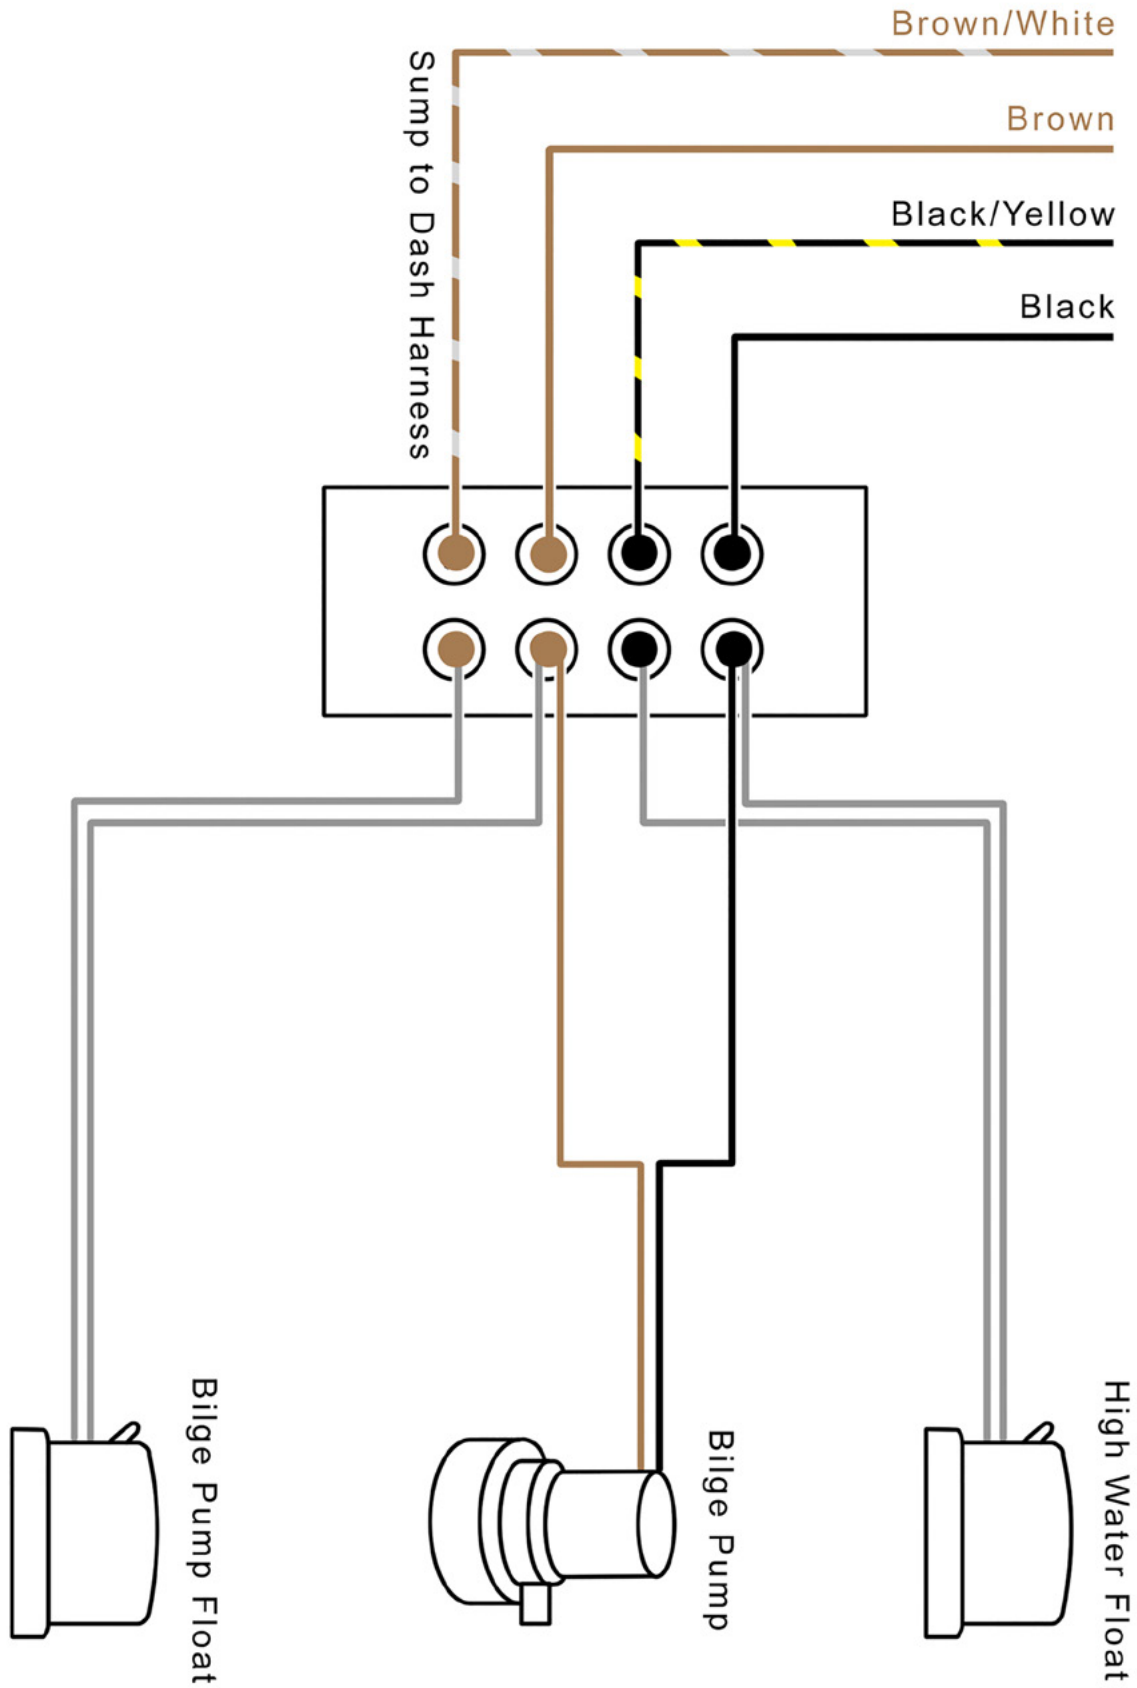 Brown/White
Brown
Black/Yellow
Black
Sump to Dash Harness
Bilge Pump Float
Bilge Pump
High Water Float